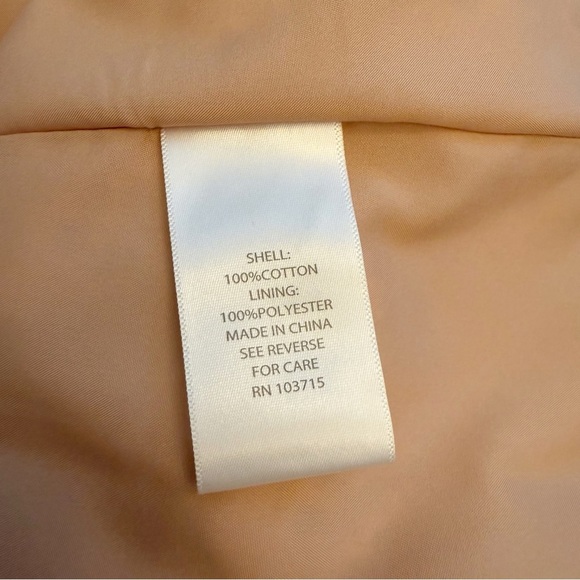 SHELL:
100%COTTON
LINING:
100%POLYESTER
MADE IN CHINA
SEE REVERSE
FOR CARE
RN 103715